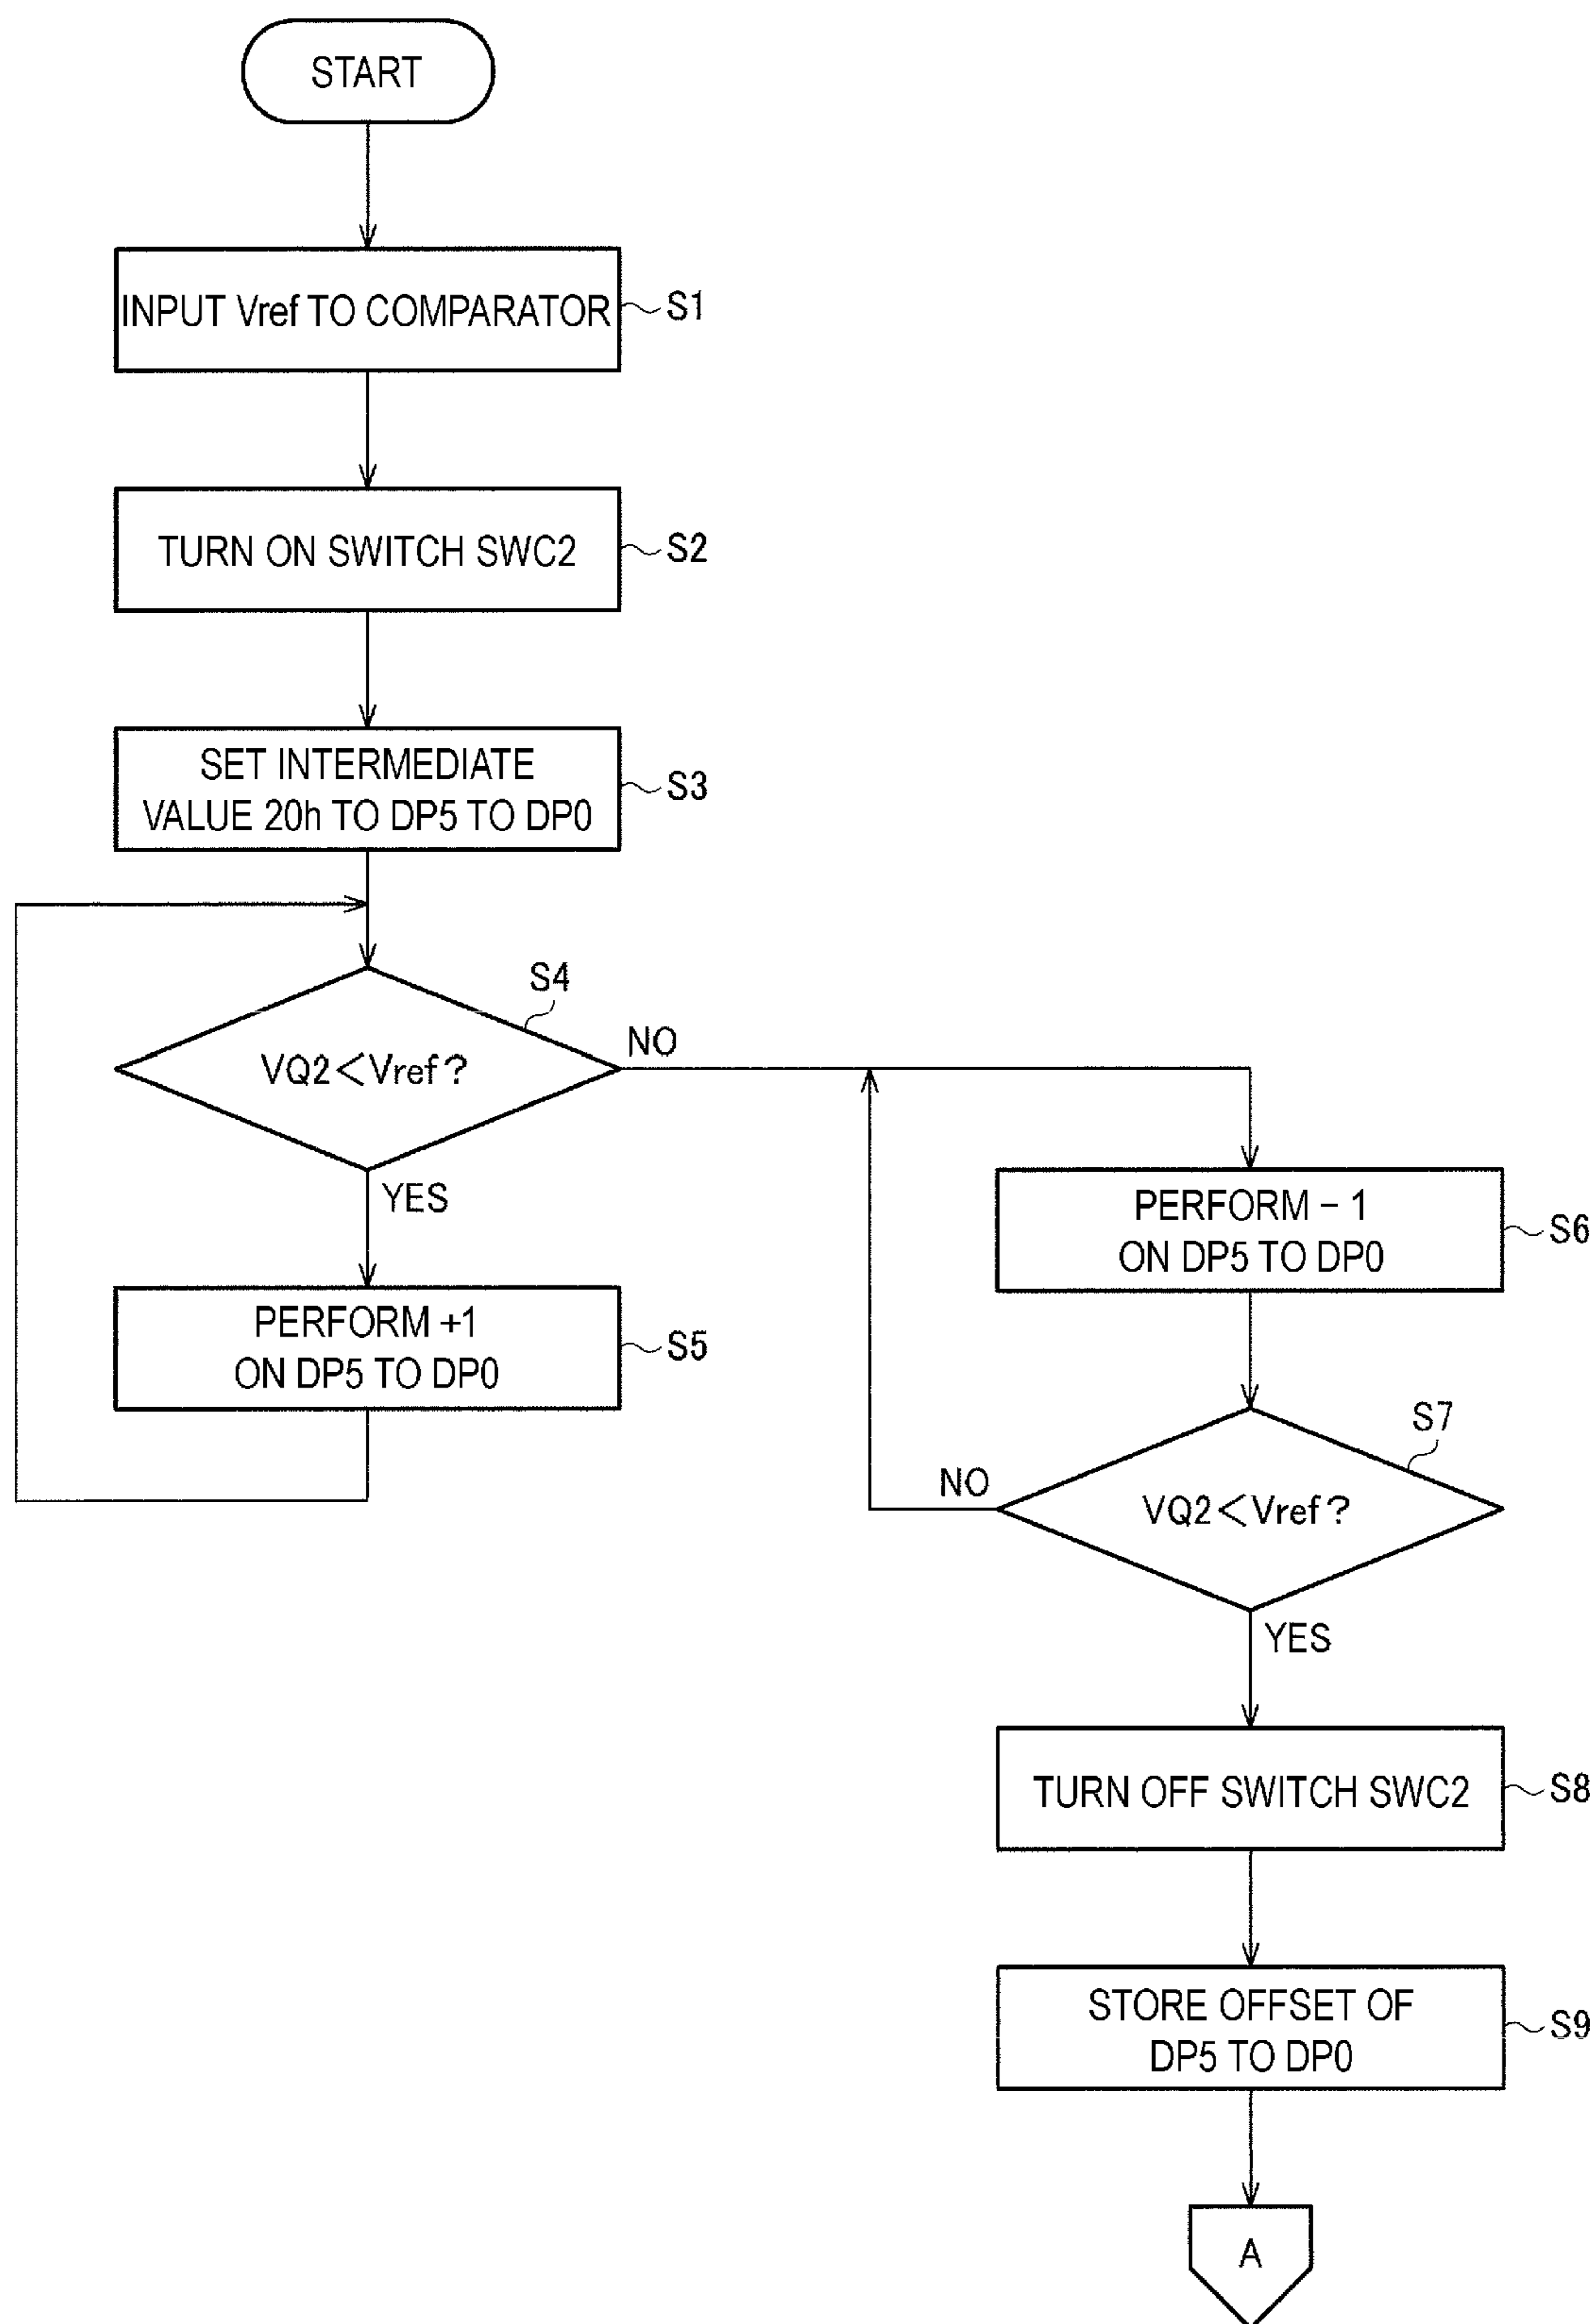 START
INPUT Vref TO COMPARATOR
S1
TURN ON SWITCH SWC2
S2
SET INTERMEDIATE
VALUE 20h TO DP5 TO DP0
S3
S4
VQ2<Vref?
NO
YES
PERFORM +1
ON DP5 TO DP0
S5
PERFORM – 1
ON DP5 TO DP0
S6
S7
VQ2<Vref?
NO
YES
TURN OFF SWITCH SWC2
S8
STORE OFFSET OF
DP5 TO DP0
S9
A